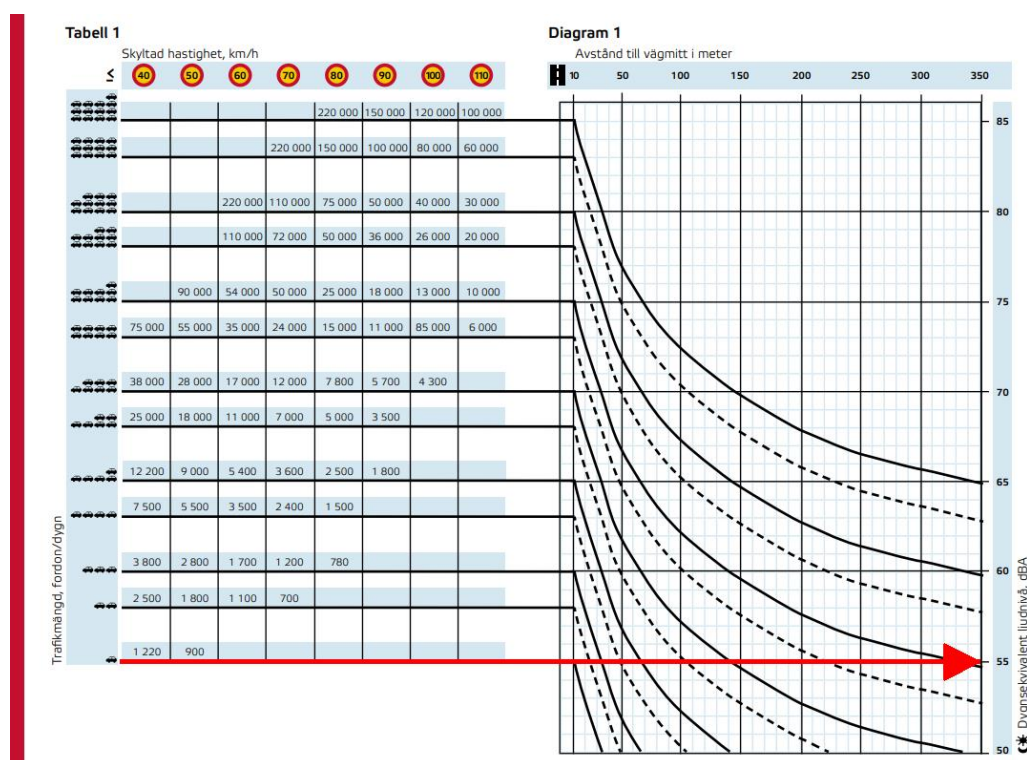 Tabell 1
Skyltad hastighet, km/h
≤ 40 50 60 70 80 90 100 110
220 000 150 000 120 000 100 000
220 000 150 000 100 000 80 000 60 000
220 000 110 000 75 000 50 000 40 000 30 000
110 000 72 000 50 000 36 000 26 000 20 000
90 000 54 000 50 000 25 000 18 000 13 000 10 000
75 000 55 000 35 000 24 000 15 000 11 000 85 000 6 000
38 000 28 000 17 000 12 000 7 800 5 700 4 300
25 000 18 000 11 000 7 000 5 000 3 500
12 200 9 000 5 400 3 600 2 500 1 800
7 500 5 500 3 500 2 400 1 500
3 800 2 800 1 700 1 200 780
2 500 1 800 1 100 700
1 220 900
Trafikmängd, fordon/dygn
Diagram 1
Avstånd till vägmitt i meter
10 50 100 150 200 250 300 350
85
80
75
70
65
60
55
50
Dygnsekvivalent ljudnivå, dBA